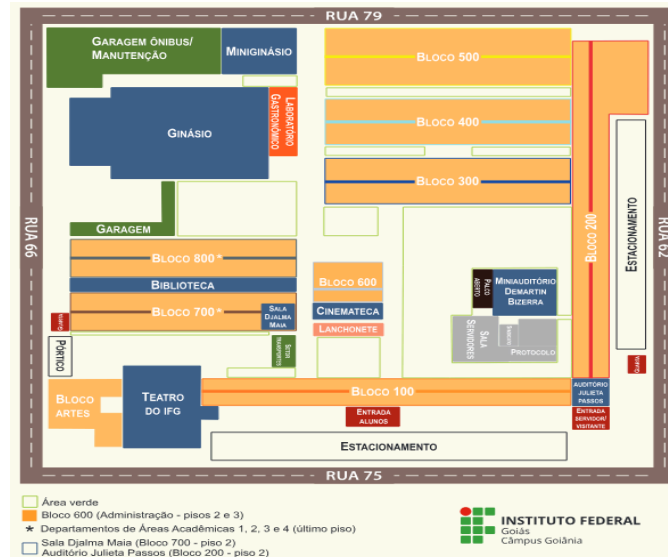 RUA 79
GARAGEM ÔNIBUS/
MANUTENÇÃO
MINIGINÁSIO
BLOCO 500
LABORATÓRIO
GASTRONÔMICO
BLOCO 400
GINÁSIO
BLOCO 300
RUA 66
BLOCO 200
ESTACIONAMENTO
RUA 62
GARAGEM
BLOCO 800*
BIBLIOTECA
BLOCO 700*
SALA
DJALMA
MAIA
BLOCO 600
CINEMATECA
LANCHONETE
PALCO
ABERTO
MINIAUDITÓRIO
DEMARTIN
BIZERRA
SALA
SERVIDORES
PROTOCOLO
PÓRTICO
BLOCO
ARTES
TEATRO
DO IFG
BLOCO 100
AUDITÓRIO
JULIETA
PASSOS
ENTRADA
ALUNOS
ENTRADA
SERVIDOR/
VISITANTE
ESTACIONAMENTO
RUA 75
Área verde
Bloco 600 (Administração - pisos 2 e 3)
* Departamentos de Áreas Acadêmicas 1, 2, 3 e 4 (último piso)
Sala Djalma Maia (Bloco 700 - piso 2)
Auditório Julieta Passos (Bloco 200 - piso 2)
INSTITUTO FEDERAL
Goiás
Câmpus Goiânia